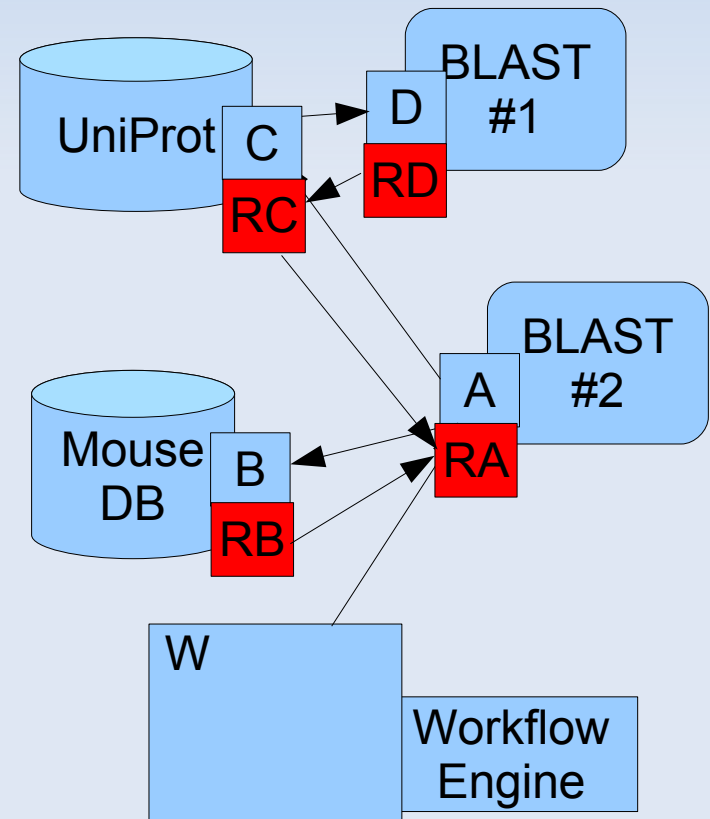 BLAST
#1
D
UniProt
C
RD
RC
BLAST
#2
A
Mouse
DB
B
RA
RB
W
Workflow
Engine